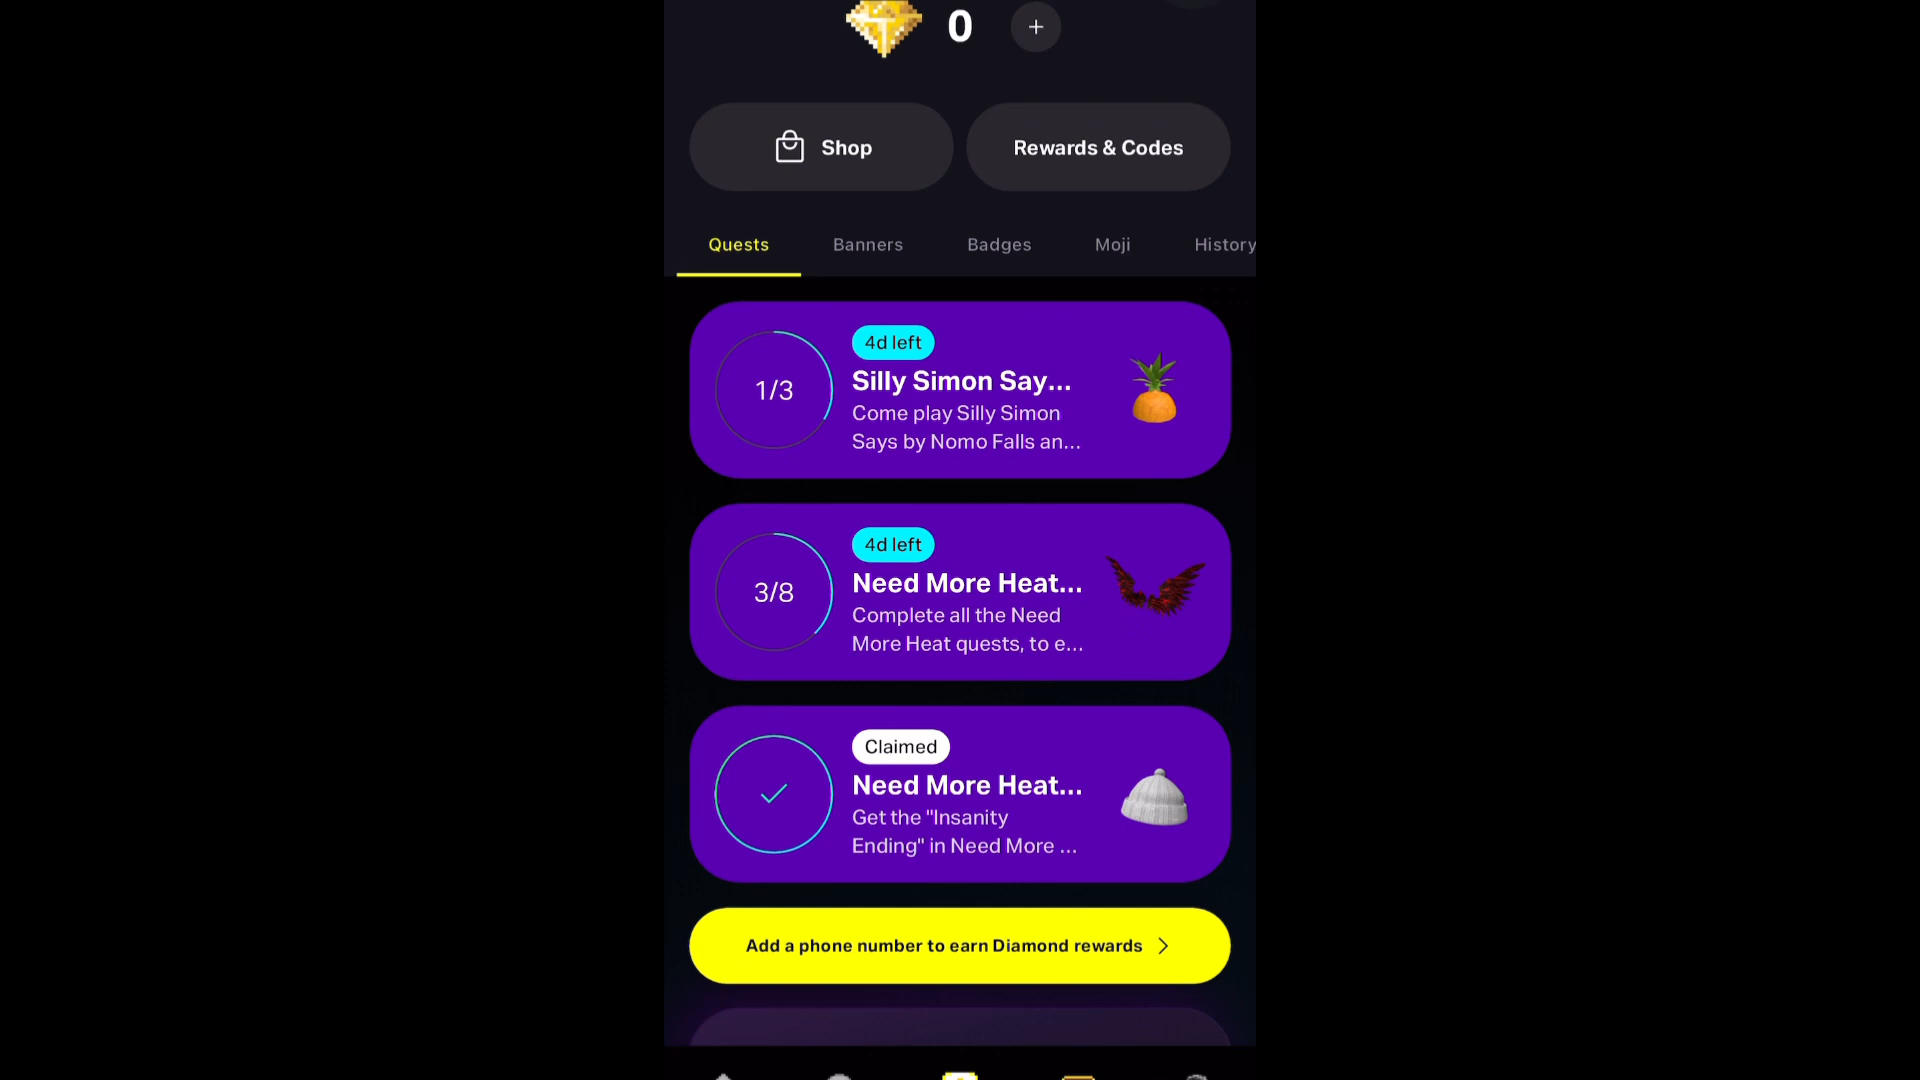 0
Shop
Rewards & Codes
Quests
Banners
Badges
Moji
History
1/3
4d left
Silly Simon Say...
Come play Silly Simon
Says by Nomo Falls an...
3/8
4d left
Need More Heat...
Complete all the Need
More Heat quests, to e...
Claimed
Need More Heat...
Get the "Insanity
Ending" in Need More ...
Add a phone number to earn Diamond rewards